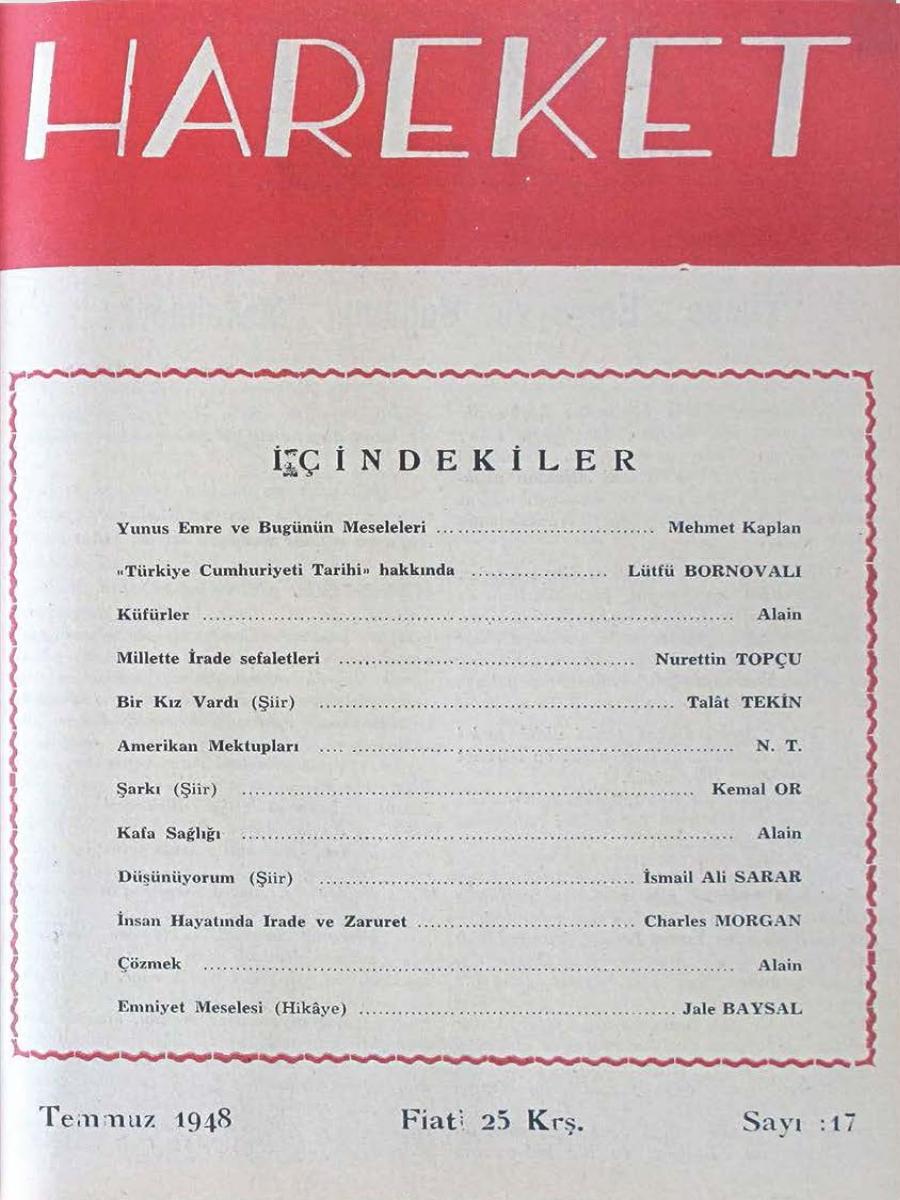 HAREKET
İÇİNDEKİLER
Yunus Emre ve Bugünün Meseleleri ........................... Mehmet Kaplan
«Türkiye Cumhuriyeti Tarihi» hakkında ................. Lütfü BORNOVALI
Küfürler .................................................................. Alain
Millette İrade sefaletleri ..................................... Nurettin TOPÇU
Bir Kız Vardı (Şiir) ............................................. Talât TEKİN
Amerikan Mektupları .... ................................................ N. T.
Şarkı (Şiir) ......................................................... Kemal OR
Kafa Sağlığı ............................................................. Alain
Düşünüyorum (Şiir) ....................................... İsmail Ali SARAR
İnsan Hayatında Irade ve Zaruret ........................... Charles MORGAN
Çözmek .................................................................. Alain
Emniyet Meselesi (Hikâye) ....................................... Jale BAYSAL
Temmuz 1948 Fiatı 25 Krş. Sayı :17